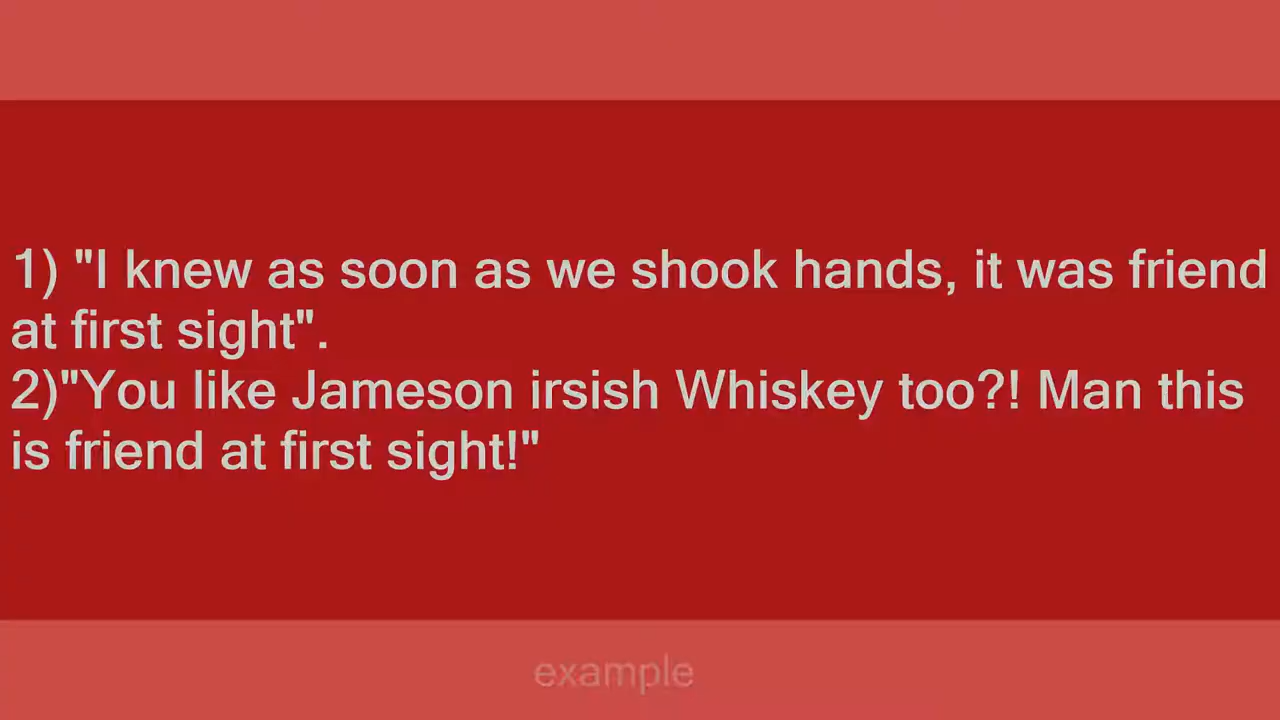 1) "I knew as soon as we shook hands, it was friend
at first sight".
2)"You like Jameson irsish Whiskey too?! Man this
is friend at first sight!"
example